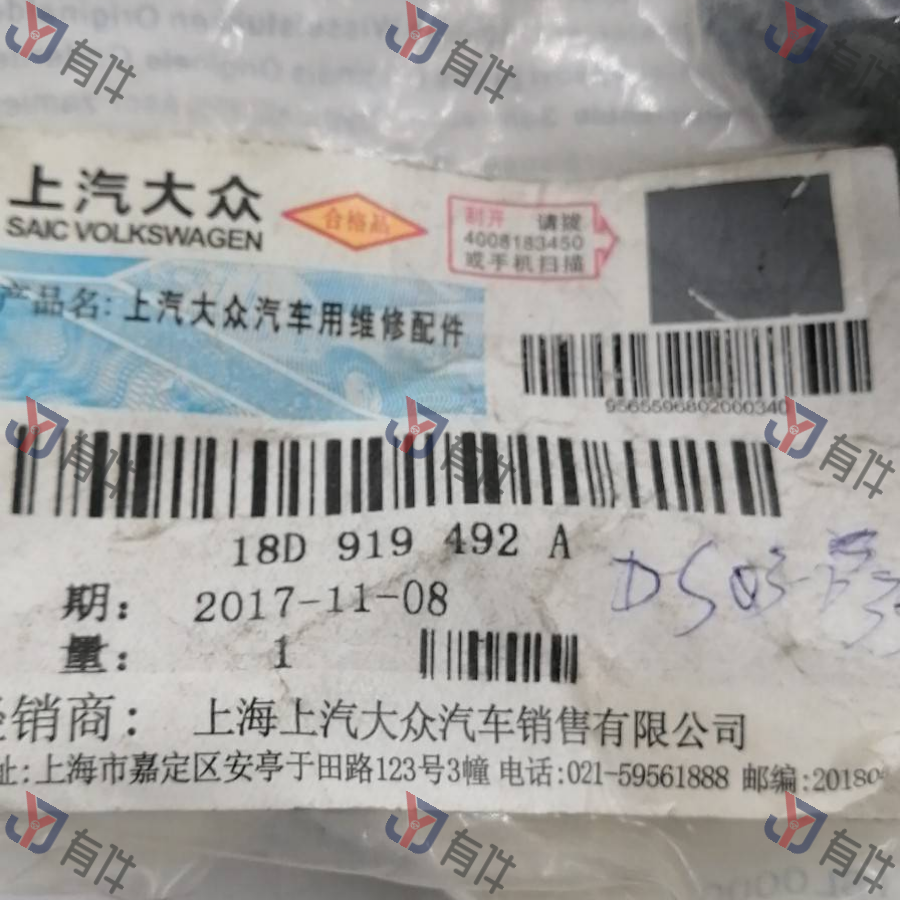 上汽大众
SAIC VOLKSWAGEN
合格品
刮开 请拨
4008183450
或手机扫描
产品名：上汽大众汽车用维修配件
9565596802000340
18D 919 492 A
期： 2017-11-08
量： 1
经销商： 上海上汽大众汽车销售有限公司
址:上海市嘉定区安亭于田路123号3幢 电话:021-59561888 邮编:20180
有件
有件
有件
有件
有件
有件
有件
有件
有件